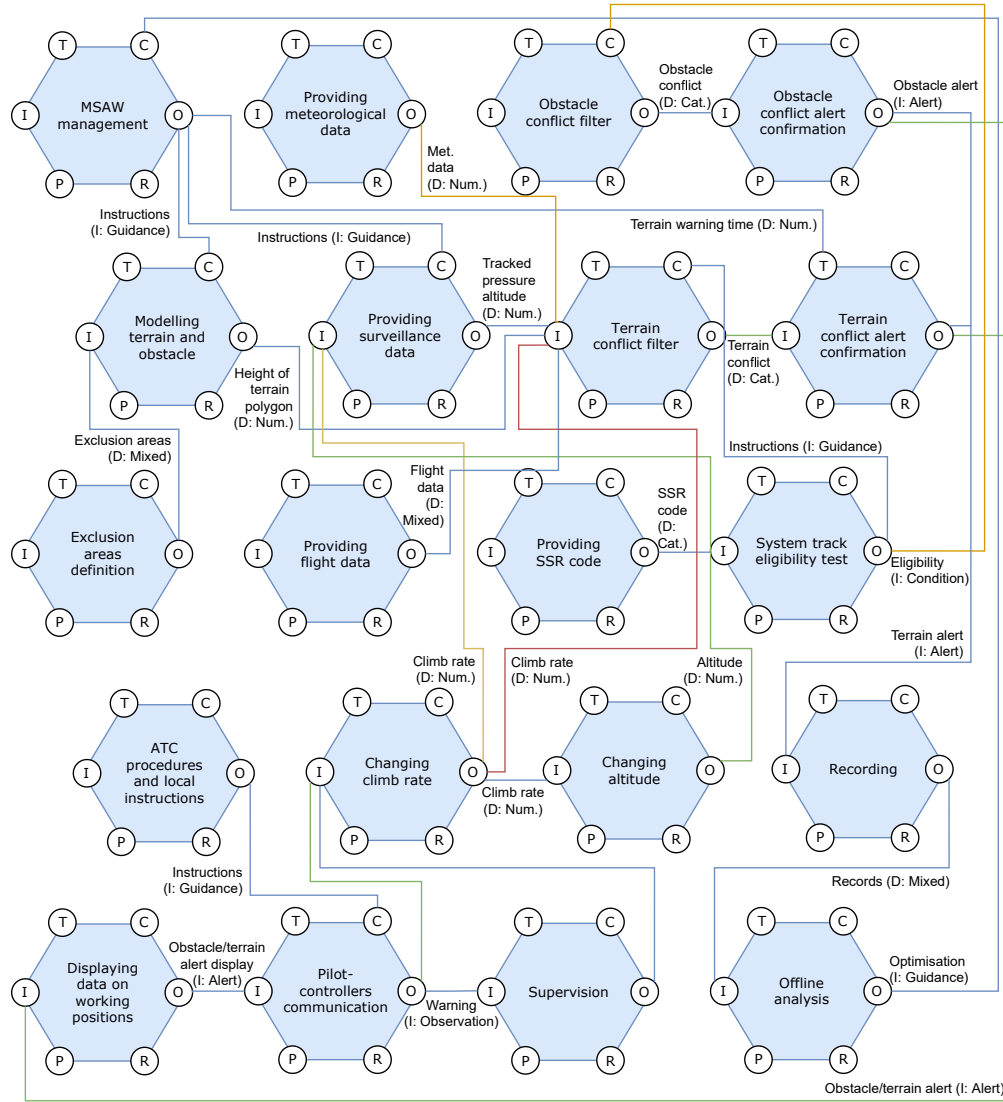 T
C
I
MSAW
management
O
P
R
T
C
I
Providing
meteorological
data
O
P
R
Met.
data
(D: Num.)
T
C
I
Obstacle
conflict filter
O
P
R
Obstacle
conflict
(D: Cat.)
T
C
I
Obstacle
conflict alert
confirmation
O
P
R
Obstacle alert
(I: Alert)
Instructions
(I: Guidance)
Instructions (I: Guidance)
Terrain warning time (D: Num.)
T
C
I
Modelling
terrain and
obstacle
O
P
R
Height of
terrain
polygon
(D: Num.)
T
C
I
Providing
surveillance
data
O
P
R
Tracked
pressure
altitude
(D: Num.)
T
C
I
Terrain
conflict filter
O
P
R
Terrain
conflict
(D: Cat.)
T
C
I
Terrain
conflict alert
confirmation
O
P
R
Exclusion areas
(D: Mixed)
Instructions (I: Guidance)
T
C
I
Exclusion
areas
definition
O
P
R
T
C
I
Providing
flight data
O
P
R
Flight
data
(D:
Mixed)
T
C
I
Providing
SSR code
O
P
R
SSR
code
(D:
Cat.)
T
C
I
System track
eligibility test
O
P
R
Eligibility
(I: Condition)
Terrain alert
(I: Alert)
Climb rate
(D: Num.)
Climb rate
(D: Num.)
Altitude
(D: Num.)
T
C
I
ATC
procedures
and local
instructions
O
P
R
T
C
I
Changing
climb rate
O
P
R
Climb rate
(D: Num.)
T
C
I
Changing
altitude
O
P
R
T
C
I
Recording
O
P
R
Instructions
(I: Guidance)
Records (D: Mixed)
T
C
I
Displaying
data on
working
positions
O
P
R
Obstacle/terrain
alert display
(I: Alert)
T
C
I
Pilot-
controllers
communication
O
P
R
Warning
(I: Observation)
T
C
I
Supervision
O
P
R
T
C
I
Offline
analysis
O
P
R
Optimisation
(I: Guidance)
Obstacle/terrain alert (I: Alert)